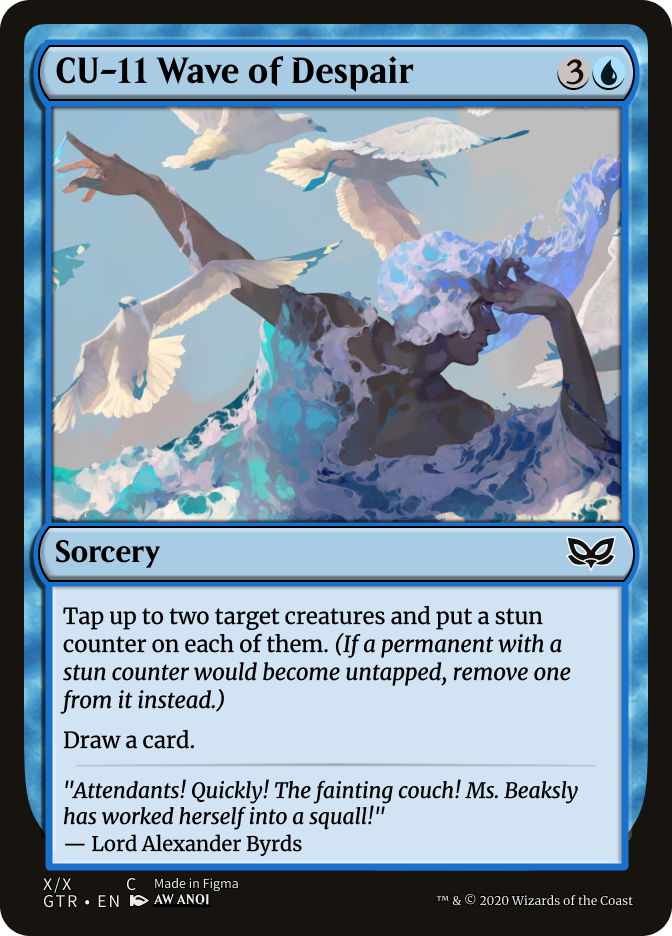 CU-11 Wave of Despair 3
Sorcery
Tap up to two target creatures and put a stun
counter on each of them. (If a permanent with a
stun counter would become untapped, remove one
from it instead.)
Draw a card.
"Attendants! Quickly! The fainting couch! Ms. Beaksly
has worked herself into a squall!"
— Lord Alexander Byrds
X/X C Made in Figma
GTR • EN AW ANOI
™ & © 2020 Wizards of the Coast